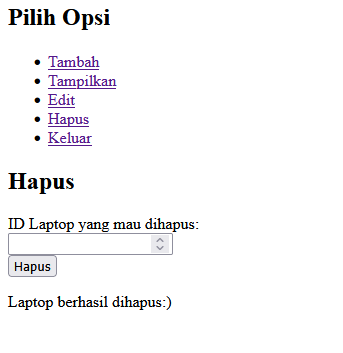 Pilih Opsi
Tambah
Tampilkan
Edit
Hapus
Keluar
Hapus
ID Laptop yang mau dihapus:
Hapus
Laptop berhasil dihapus:)